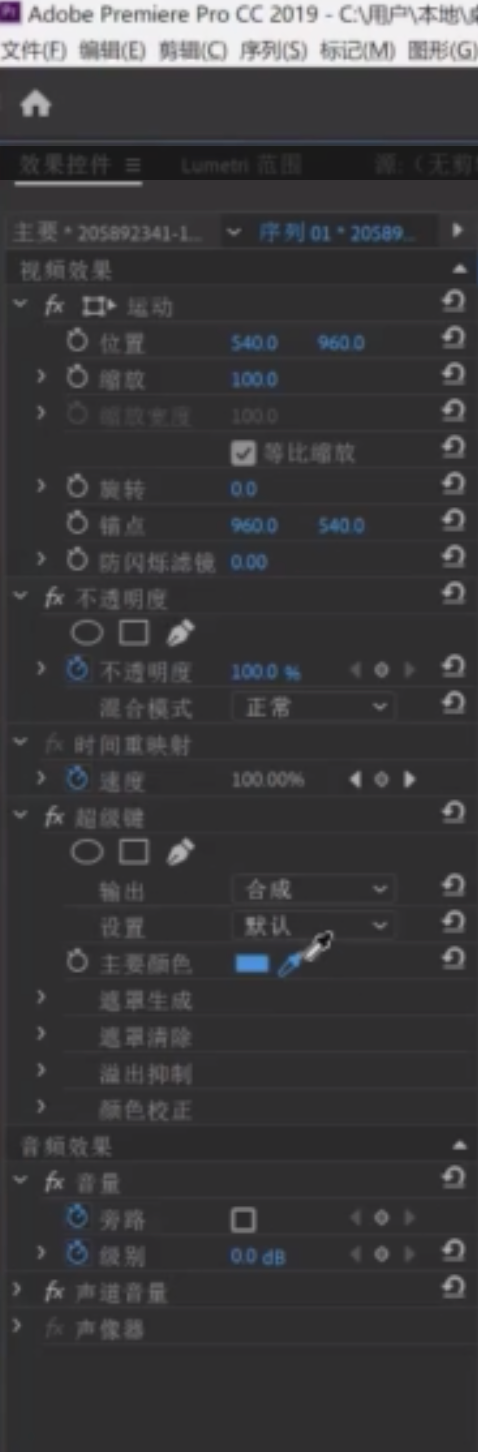 Adobe Premiere Pro CC 2019 - C:\用户\本地\
文件(F) 编辑(E) 剪辑(C) 序列(S) 标记(M) 图形(G)
效果控件 Lumetri 范围 源:（无剪
主要 * 205892341-1... 序列 01 * 20589...
视频效果
fx 运动
位置 540.0 960.0
缩放 100.0
缩放宽度 100.0
等比缩放
旋转 0.0
锚点 960.0 540.0
防闪烁滤镜 0.00
fx 不透明度
不透明度 100.0 %
混合模式 正常
fx 时间重映射
速度 100.00%
fx 超级键
输出 合成
设置 默认
主要颜色
遮罩生成
遮罩清除
溢出抑制
颜色校正
音频效果
fx 音量
旁路
级别 0.0 dB
fx 声道音量
fx 声像器